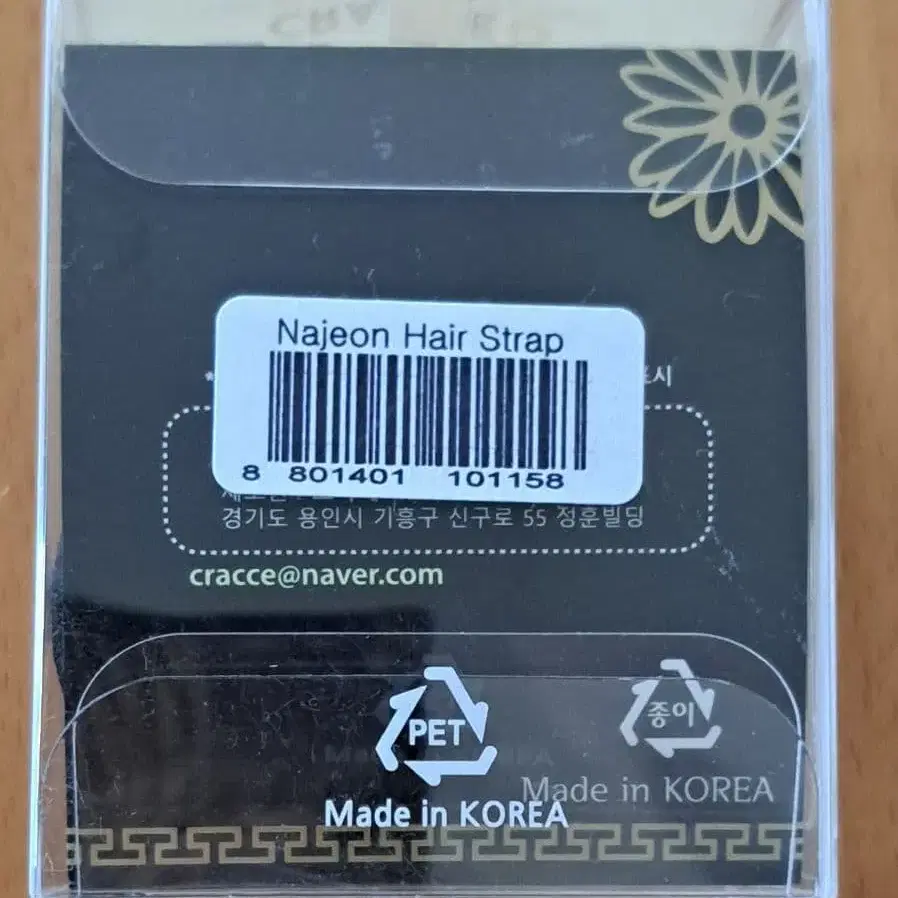 Najeon Hair Strap
8 801401 101158
경기도 용인시 기흥구 신구로 55 정훈빌딩
cracce@naver.com
PET
종이
Made in KOREA
Made in KOREA